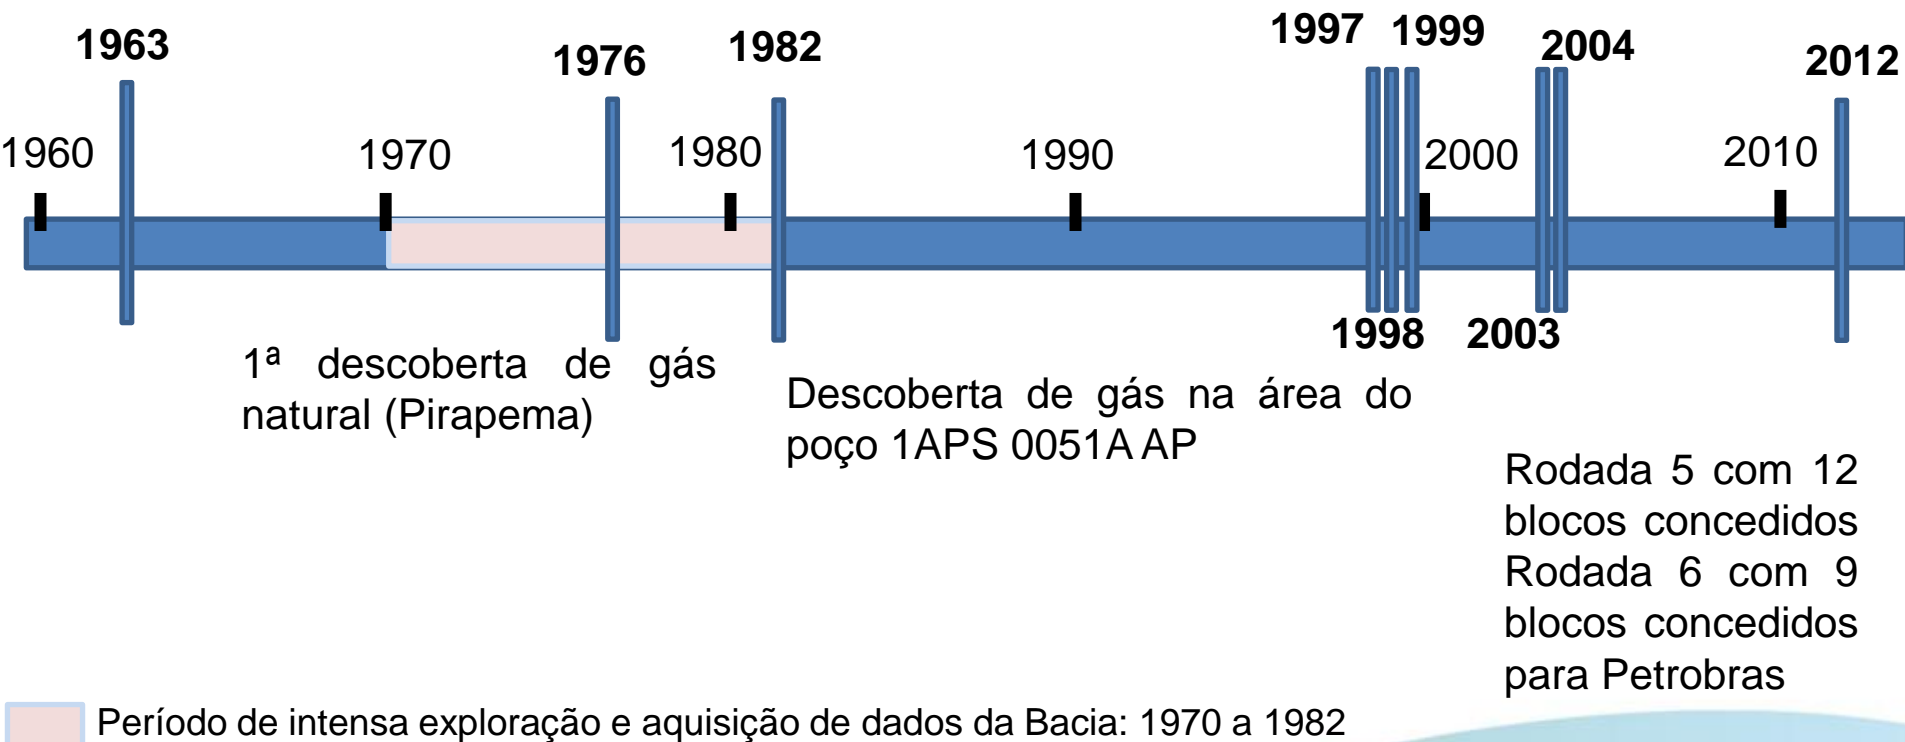 1963
1976
1982
1997
1999
2004
2012
1960
1970
1980
1990
2000
2010
1998
2003
1ª descoberta de gás
natural (Pirapema)
Descoberta de gás na área do
poço 1APS 0051A AP
Rodada 5 com 12
blocos concedidos
Rodada 6 com 9
blocos concedidos
para Petrobras
Período de intensa exploração e aquisição de dados da Bacia: 1970 a 1982